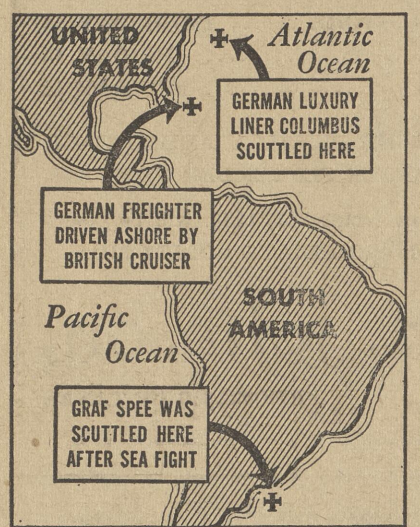 UNITED
STATES
Atlantic
Ocean
GERMAN LUXURY
LINER COLUMBUS
SCUTTLED HERE
GERMAN FREIGHTER
DRIVEN ASHORE BY
BRITISH CRUISER
Pacific
Ocean
SOUTH
AMERICA
GRAF SPEE WAS
SCUTTLED HERE
AFTER SEA FIGHT